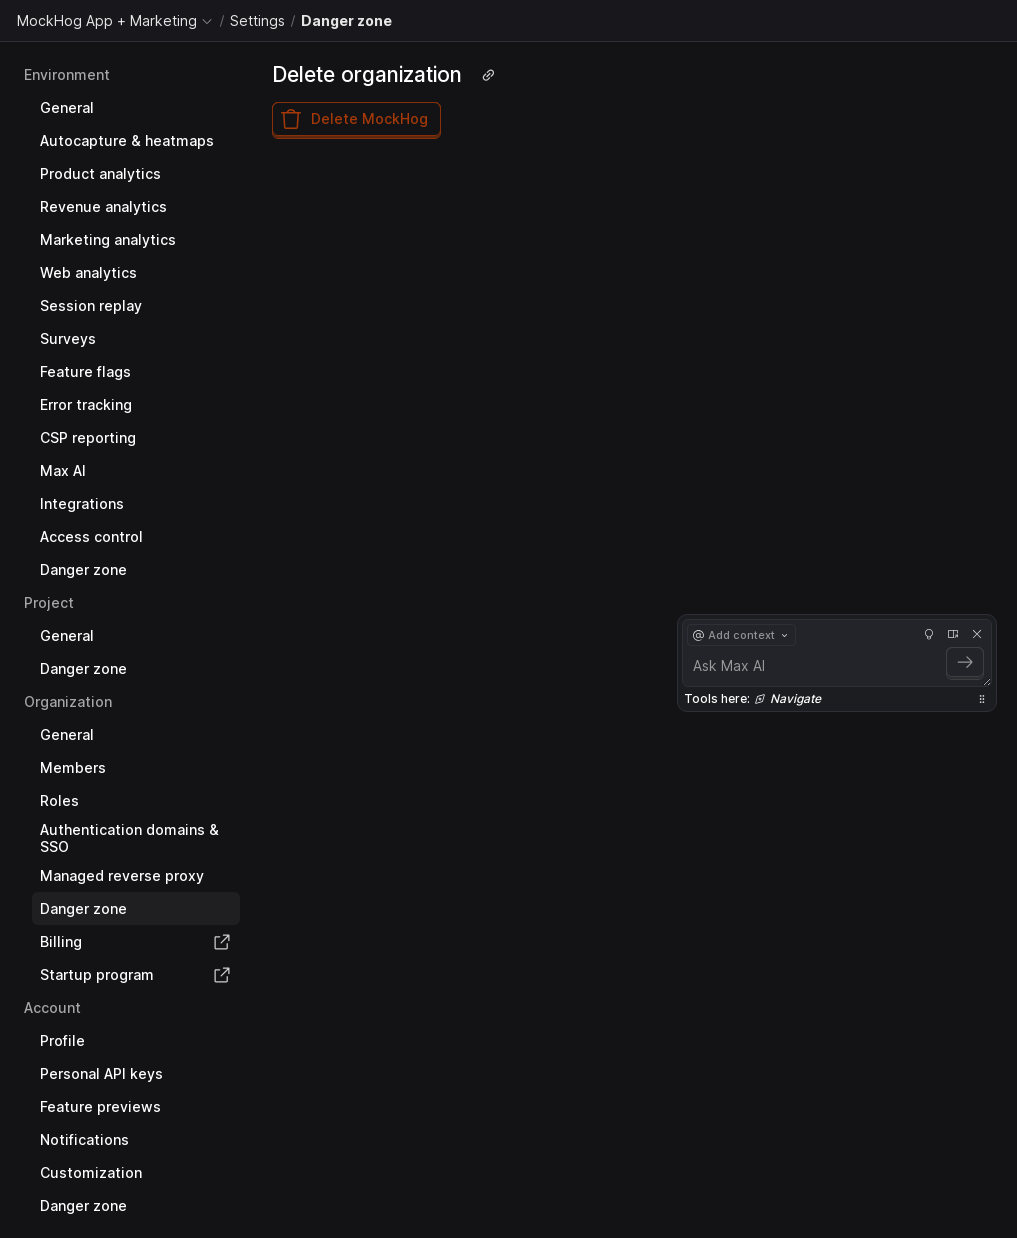 MockHog App + Marketing / Settings / Danger zone
Environment
General
Autocapture & heatmaps
Product analytics
Revenue analytics
Marketing analytics
Web analytics
Session replay
Surveys
Feature flags
Error tracking
CSP reporting
Max AI
Integrations
Access control
Danger zone
Project
General
Danger zone
Organization
General
Members
Roles
Authentication domains &
SSO
Managed reverse proxy
Danger zone
Billing
Startup program
Account
Profile
Personal API keys
Feature previews
Notifications
Customization
Danger zone
Delete organization
Delete MockHog
@ Add context
Ask Max AI
Tools here: Navigate